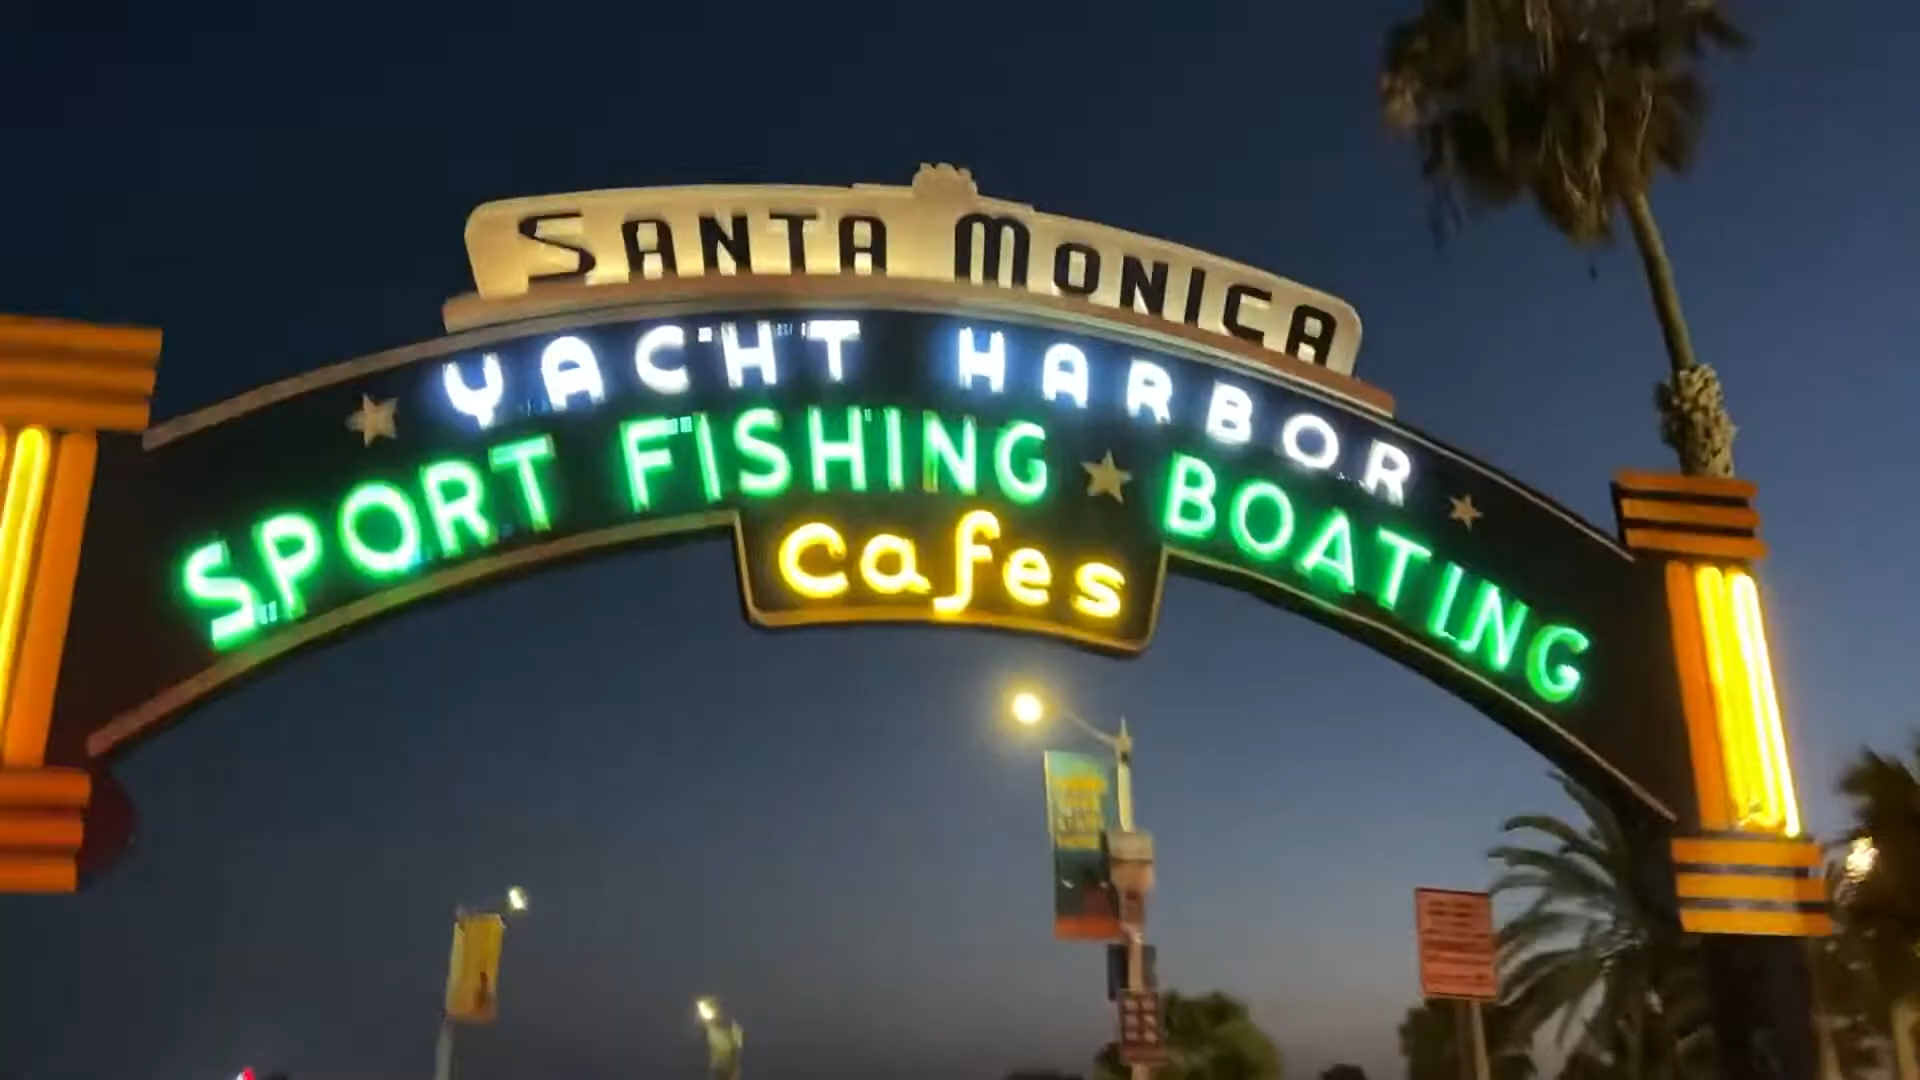 SANTA MONICA
YACHT HARBOR
SPORT FISHING ★ BOATING
cafes